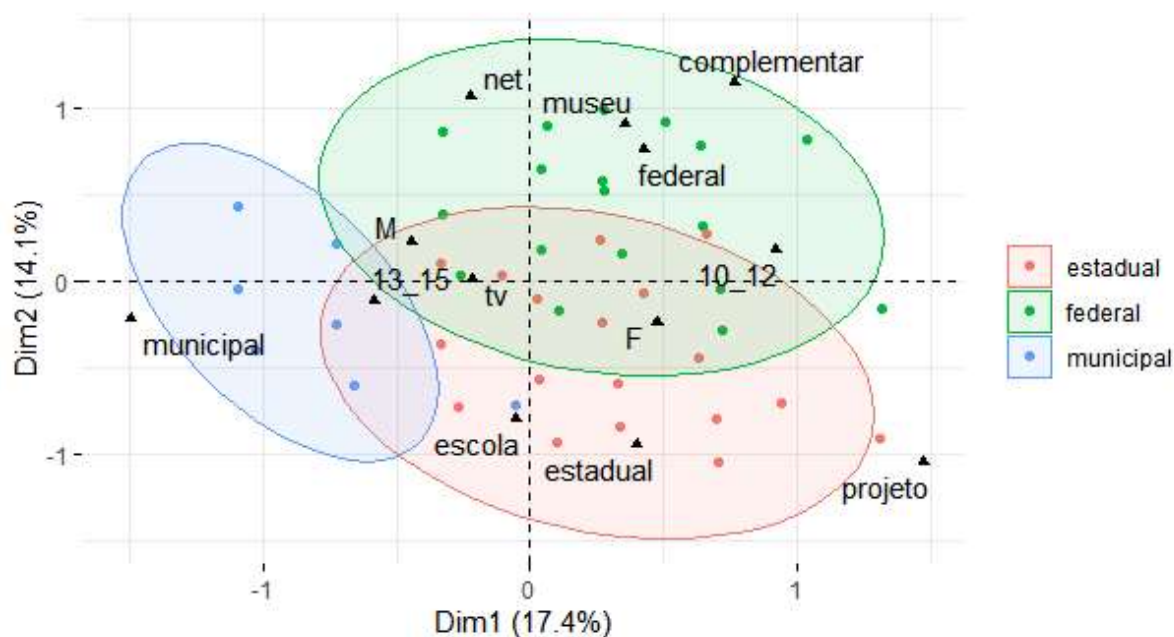 complementar
net
museu
federal
M
13_15
10_12
tv
F
municipal
escola
estadual
projeto
1
0
-1
Dim2 (14.1%)
-1
0
1
Dim1 (17.4%)
estadual
federal
municipal